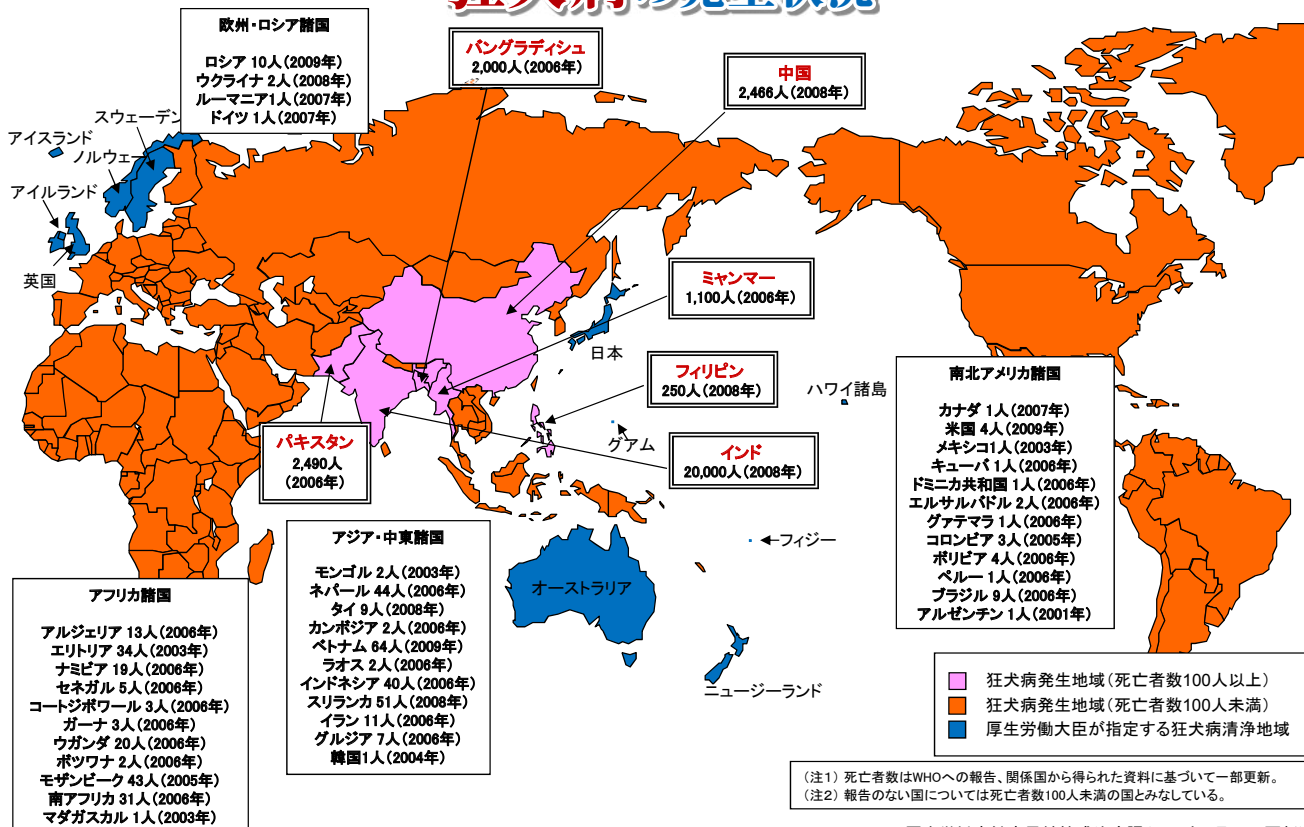 狂犬病の発生状況
欧州・ロシア諸国
ロシア 10人(2009年)
ウクライナ 2人(2008年)
ルーマニア1人(2007年)
ドイツ 1人(2007年)
バングラディシュ
2,000人(2006年)
中国
2,466人(2008年)
スウェーデン
アイスランド
ノルウェー
アイルランド
英国
ミャンマー
1,100人(2006年)
日本
フィリピン
250人(2008年)
ハワイ諸島
グアム
パキスタン
2,490人
(2006年)
インド
20,000人(2008年)
南北アメリカ諸国
カナダ 1人(2007年)
米国 4人(2009年)
メキシコ1人(2003年)
キューバ 1人(2006年)
ドミニカ共和国 1人(2006年)
エルサルバドル 2人(2006年)
グァテマラ 1人(2006年)
コロンビア 3人(2005年)
ボリビア 4人(2006年)
ペルー 1人(2006年)
ブラジル 9人(2006年)
アルゼンチン 1人(2001年)
アジア・中東諸国
モンゴル 2人(2003年)
ネパール 44人(2006年)
タイ 9人(2008年)
カンボジア 2人(2006年)
ベトナム 64人(2009年)
ラオス 2人(2006年)
インドネシア 40人(2006年)
スリランカ 51人(2008年)
イラン 11人(2006年)
グルジア 7人(2006年)
韓国1人(2004年)
フィジー
オーストラリア
ニュージーランド
アフリカ諸国
アルジェリア 13人(2006年)
エリトリア 34人(2003年)
ナミビア 19人(2006年)
セネガル 5人(2006年)
コートジボワール 3人(2006年)
ガーナ 3人(2006年)
ウガンダ 20人(2006年)
ボツワナ 2人(2006年)
モザンビーク 43人(2005年)
南アフリカ 31人(2006年)
マダガスカル 1人(2003年)
狂犬病発生地域(死亡者数100人以上)
狂犬病発生地域(死亡者数100人未満)
厚生労働大臣が指定する狂犬病清浄地域
(注1) 死亡者数はWHOへの報告、関係国から得られた資料に基づいて一部更新。
(注2) 報告のない国については死亡者数100人未満の国とみなしている。